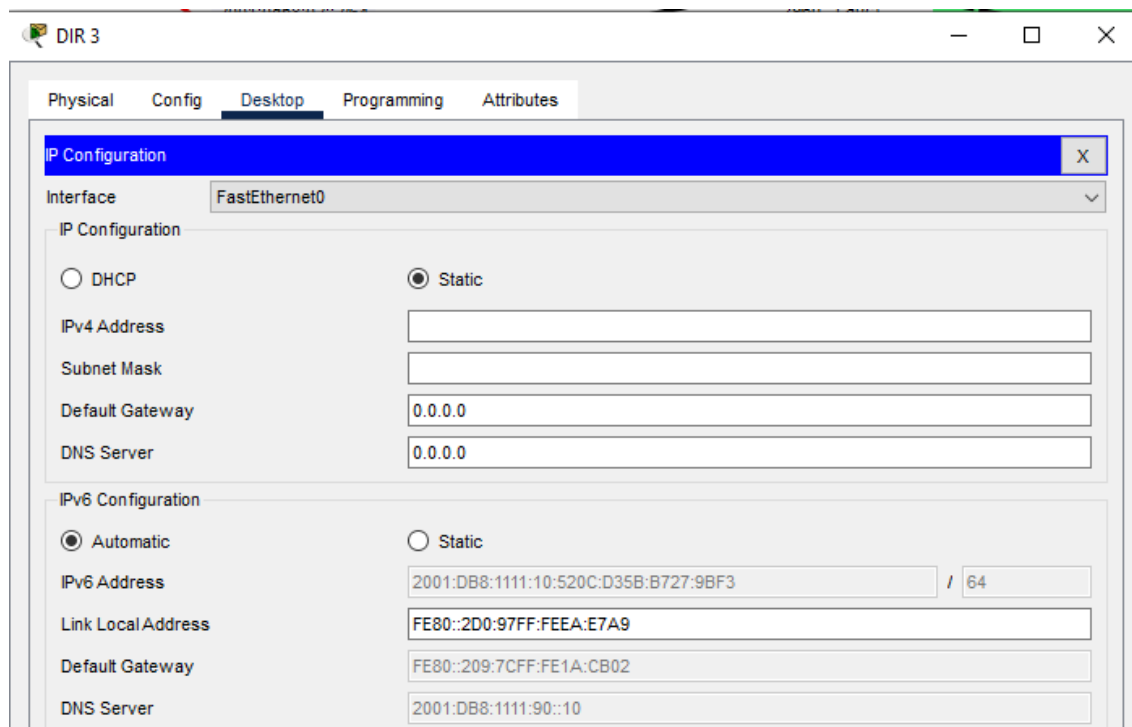 DIR 3
Physical Config Desktop Programming Attributes
IP Configuration X
Interface FastEthernet0
IP Configuration
DHCP Static
IPv4 Address
Subnet Mask
Default Gateway 0.0.0.0
DNS Server 0.0.0.0
IPv6 Configuration
Automatic Static
IPv6 Address 2001:DB8:1111:10:520C:D35B:B727:9BF3 / 64
Link Local Address FE80::2D0:97FF:FEEA:E7A9
Default Gateway FE80::209:7CFF:FE1A:CB02
DNS Server 2001:DB8:1111:90::10